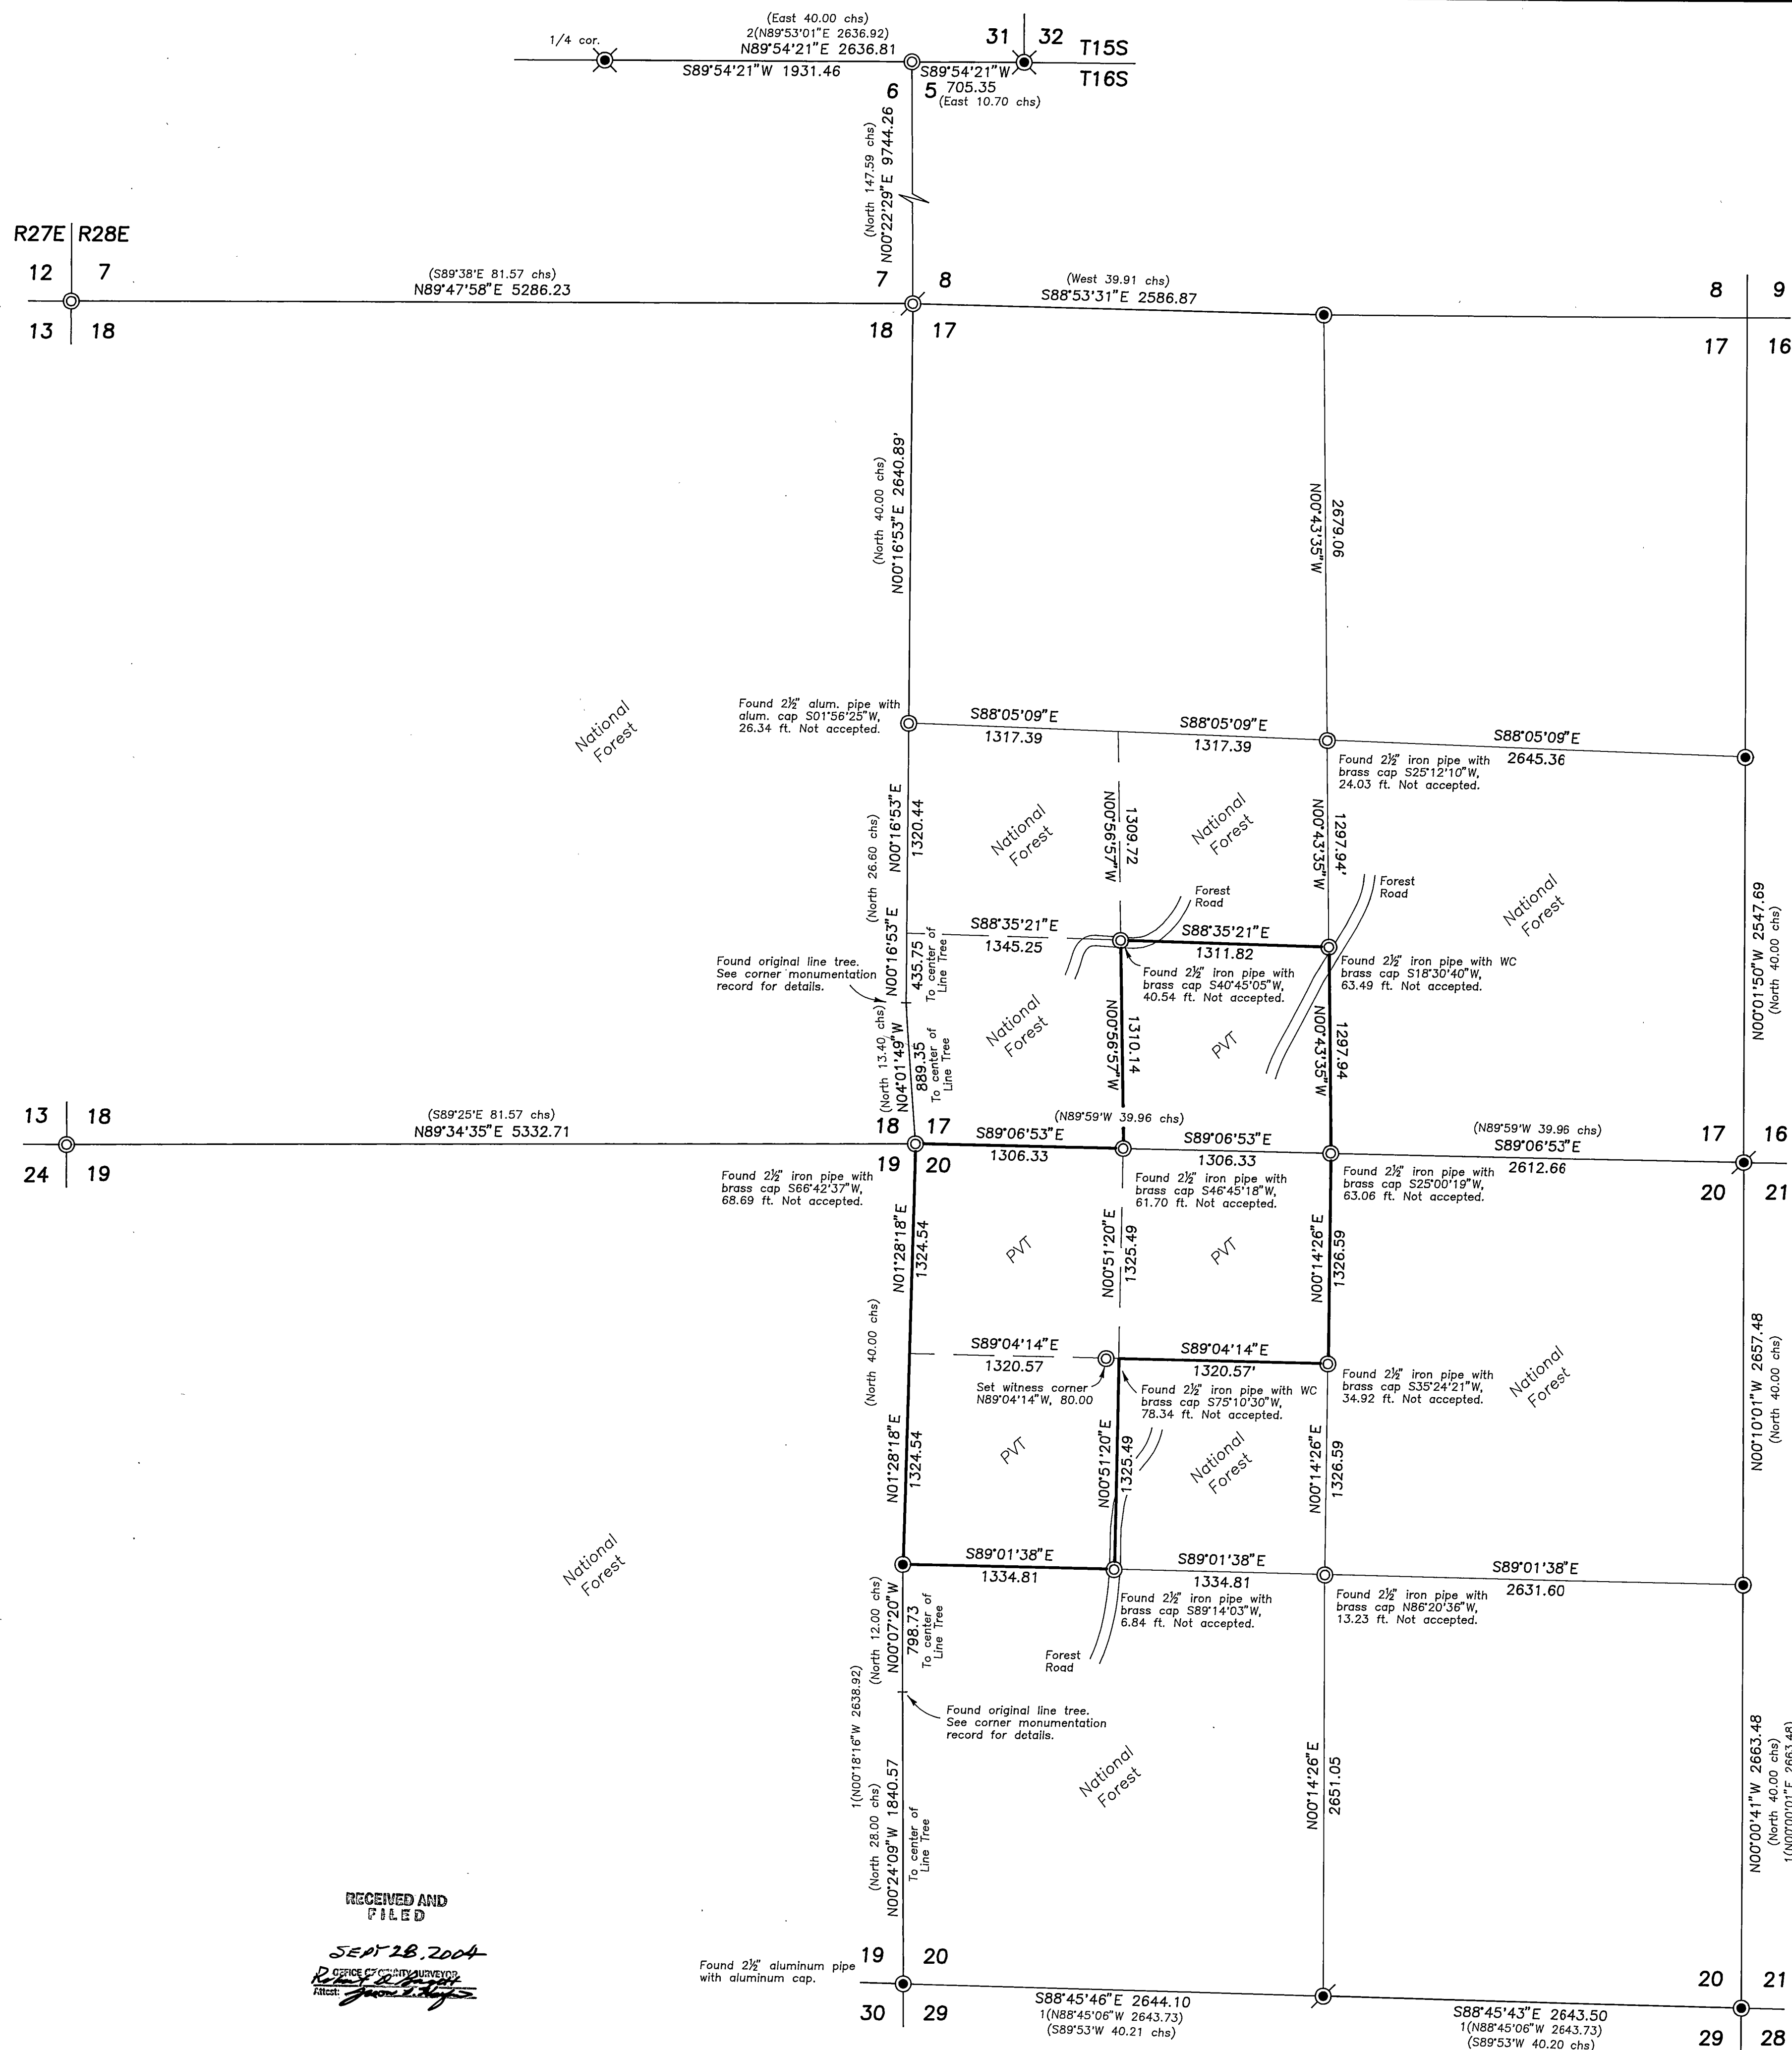 (East 40.00 chs)
2(N89°53'01"E 2636.92)
N89°54'21"E 2636.81
1/4 cor.
31 32 T15S
S89°54'21"W 1931.46
S89°54'21"W
705.35
(East 10.70 chs)
T16S
6 5
(North 147.59 chs)
N00°22'29"E 9744.26
R27E R28E
12 7
(S89°38'E 81.57 chs)
N89°47'58"E 5286.23
7 8
(West 39.91 chs)
S88°53'31"E 2586.87
8 9
13 18
18 17
17 16
(North 40.00 chs)
N00°16'53"E 2640.89'
N00°43'35"W
2679.06
National
Forest
Found 2½" alum. pipe with
alum. cap S01°56'25"W,
26.34 ft. Not accepted.
S88°05'09"E
1317.39
S88°05'09"E
1317.39
S88°05'09"E
2645.36
Found 2½" iron pipe with
brass cap S25°12'10"W,
24.03 ft. Not accepted.
(North 26.60 chs)
N00°16'53"E
1320.44
National
Forest
N00°56'57"W
1309.72
National
Forest
N00°43'35"W
1297.94'
Forest
Road
Forest
Road
National
Forest
N00°01'50"W 2547.69
(North 40.00 chs)
S88°35'21"E
1345.25
S88°35'21"E
1311.82
N00°16'53"E
435.75
To center of
Line Tree
Found original line tree.
See corner monumentation
record for details.
Found 2½" iron pipe with
brass cap S40°45'05"W,
40.54 ft. Not accepted.
Found 2½" iron pipe with WC
brass cap S18°30'40"W,
63.49 ft. Not accepted.
National
Forest
N00°56'57"W
1310.14
PVT
N00°43'35"W
1297.94
(North 13.40 chs)
N04°01'49"W
889.35
To center of
Line Tree
13 18
(S89°25'E 81.57 chs)
N89°34'35"E 5332.71
18 17
(N89°59'W 39.96 chs)
S89°06'53"E
1306.33
S89°06'53"E
1306.33
(N89°59'W 39.96 chs)
S89°06'53"E
2612.66
17 16
24 19
19 20
20 21
Found 2½" iron pipe with
brass cap S66°42'37"W,
68.69 ft. Not accepted.
Found 2½" iron pipe with
brass cap S46°45'18"W,
61.70 ft. Not accepted.
Found 2½" iron pipe with
brass cap S25°00'19"W,
63.06 ft. Not accepted.
N01°28'18"E
1324.54
PVT
N00°51'20"E
1325.49
PVT
N00°14'26"E
1326.59
(North 40.00 chs)
S89°04'14"E
1320.57
S89°04'14"E
1320.57'
Set witness corner
N89°04'14"W, 80.00
Found 2½" iron pipe with WC
brass cap S75°10'30"W,
78.34 ft. Not accepted.
Found 2½" iron pipe with
brass cap S35°24'21"W,
34.92 ft. Not accepted.
National
Forest
N00°10'01"W 2657.48
(North 40.00 chs)
N01°28'18"E
1324.54
PVT
N00°51'20"E
1325.49
National
Forest
N00°14'26"E
1326.59
National
Forest
S89°01'38"E
1334.81
S89°01'38"E
1334.81
S89°01'38"E
2631.60
(North 12.00 chs)
N00°07'20"W
798.73
To center of
Line Tree
Found 2½" iron pipe with
brass cap S89°14'03"W,
6.84 ft. Not accepted.
Found 2½" iron pipe with
brass cap N86°20'36"W,
13.23 ft. Not accepted.
Forest
Road
1(N00°18'16"W 2638.92)
Found original line tree.
See corner monumentation
record for details.
(North 28.00 chs)
N00°24'09"W 1840.57
To center of
Line Tree
National
Forest
N00°14'26"E
2651.05
N00°00'41"W 2663.48
(North 40.00 chs)
1(N00°00'01"E 2663.48)
RECEIVED AND
FILED
SEPT 28, 2004
OFFICE OF COUNTY SURVEYOR
Attest:
Found 2½" aluminum pipe
with aluminum cap.
19 20
20 21
30 29
S88°45'46"E 2644.10
1(N88°45'06"W 2643.73)
(S89°53'W 40.21 chs)
S88°45'43"E 2643.50
1(N88°45'06"W 2643.73)
(S89°53'W 40.20 chs)
29 28